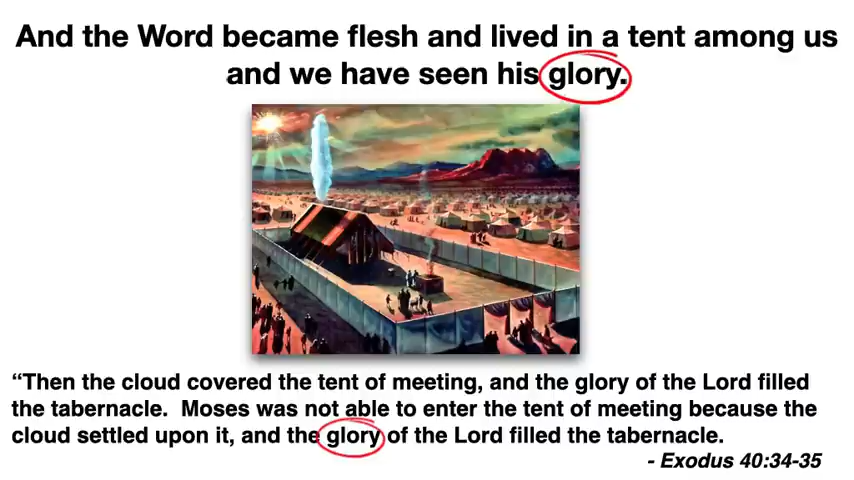 And the Word became flesh and lived in a tent among us
and we have seen his glory.
“Then the cloud covered the tent of meeting, and the glory of the Lord filled
the tabernacle.  Moses was not able to enter the tent of meeting because the
cloud settled upon it, and the glory of the Lord filled the tabernacle.
- Exodus 40:34-35